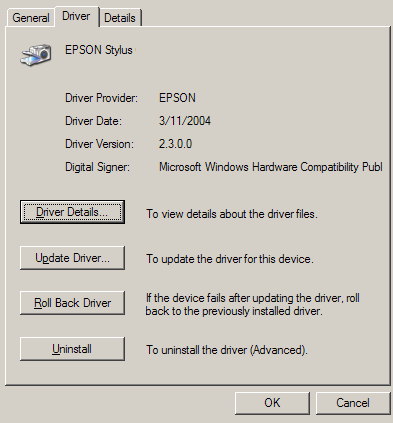 General Driver Details
EPSON Stylus
Driver Provider: EPSON
Driver Date: 3/11/2004
Driver Version: 2.3.0.0
Digital Signer: Microsoft Windows Hardware Compatibility Publ
Driver Details... To view details about the driver files.
Update Driver... To update the driver for this device.
Roll Back Driver If the device fails after updating the driver, roll
back to the previously installed driver.
Uninstall To uninstall the driver (Advanced).
OK Cancel